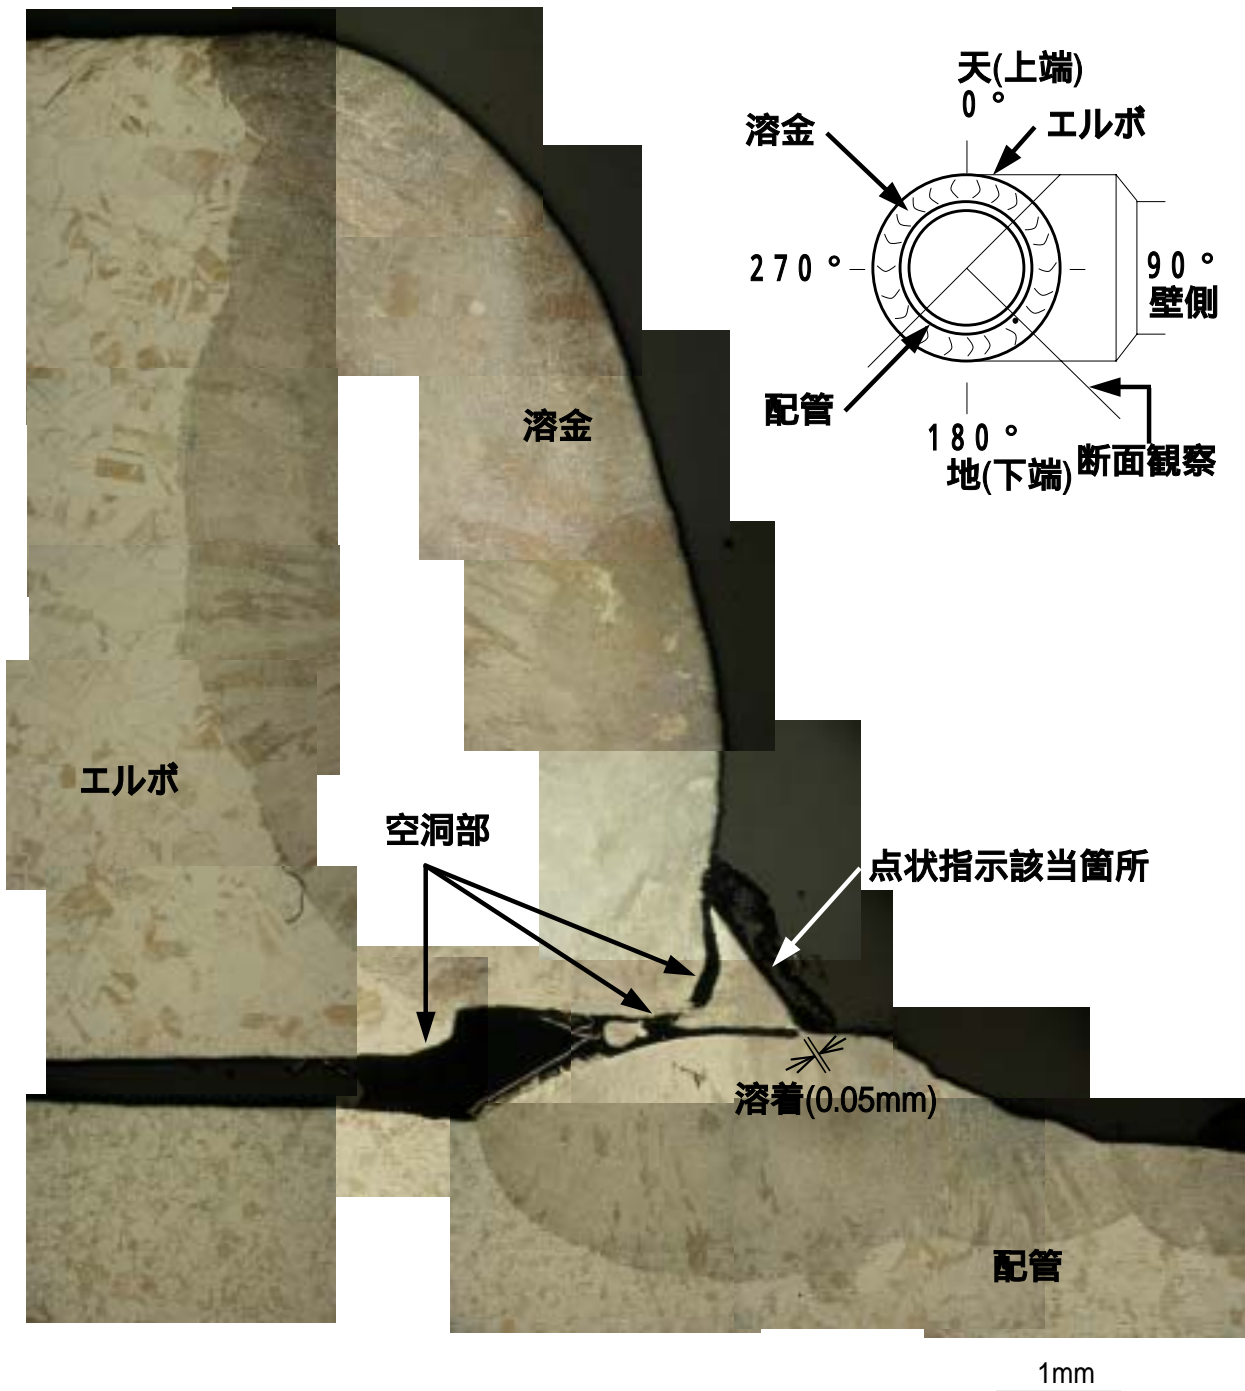 天(上端)
0°
エルボ
溶金
270°
90°
壁側
配管
180°
地(下端)
断面観察
溶金
エルボ
空洞部
点状指示該当箇所
溶着(0.05mm)
配管
1mm